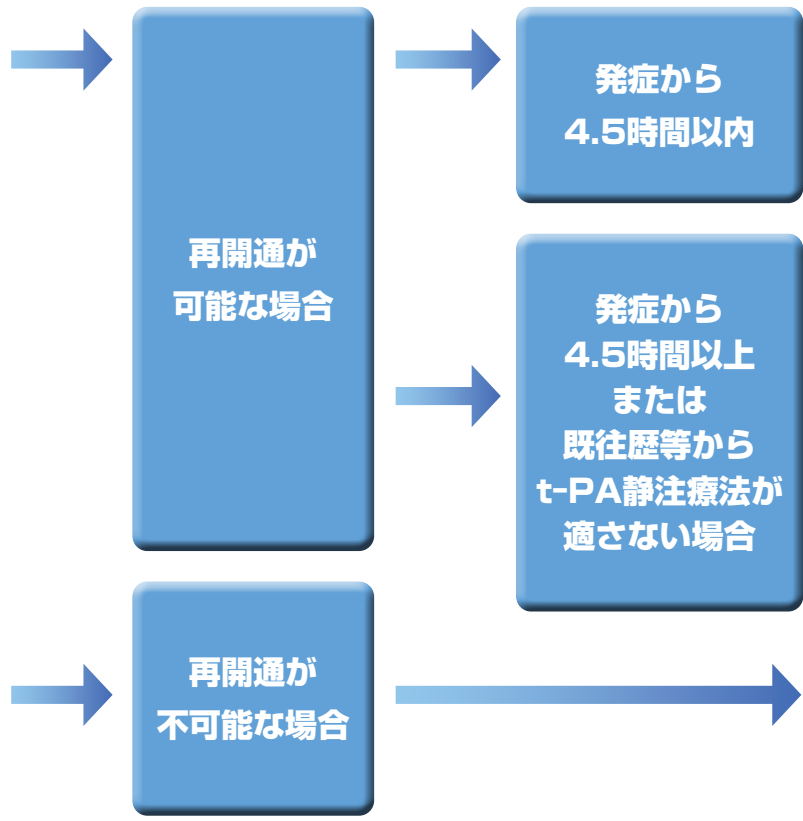 再開通が
可能な場合
発症から
4.5時間以内
発症から
4.5時間以上
または
既往歴等から
t-PA静注療法が
適さない場合
再開通が
不可能な場合